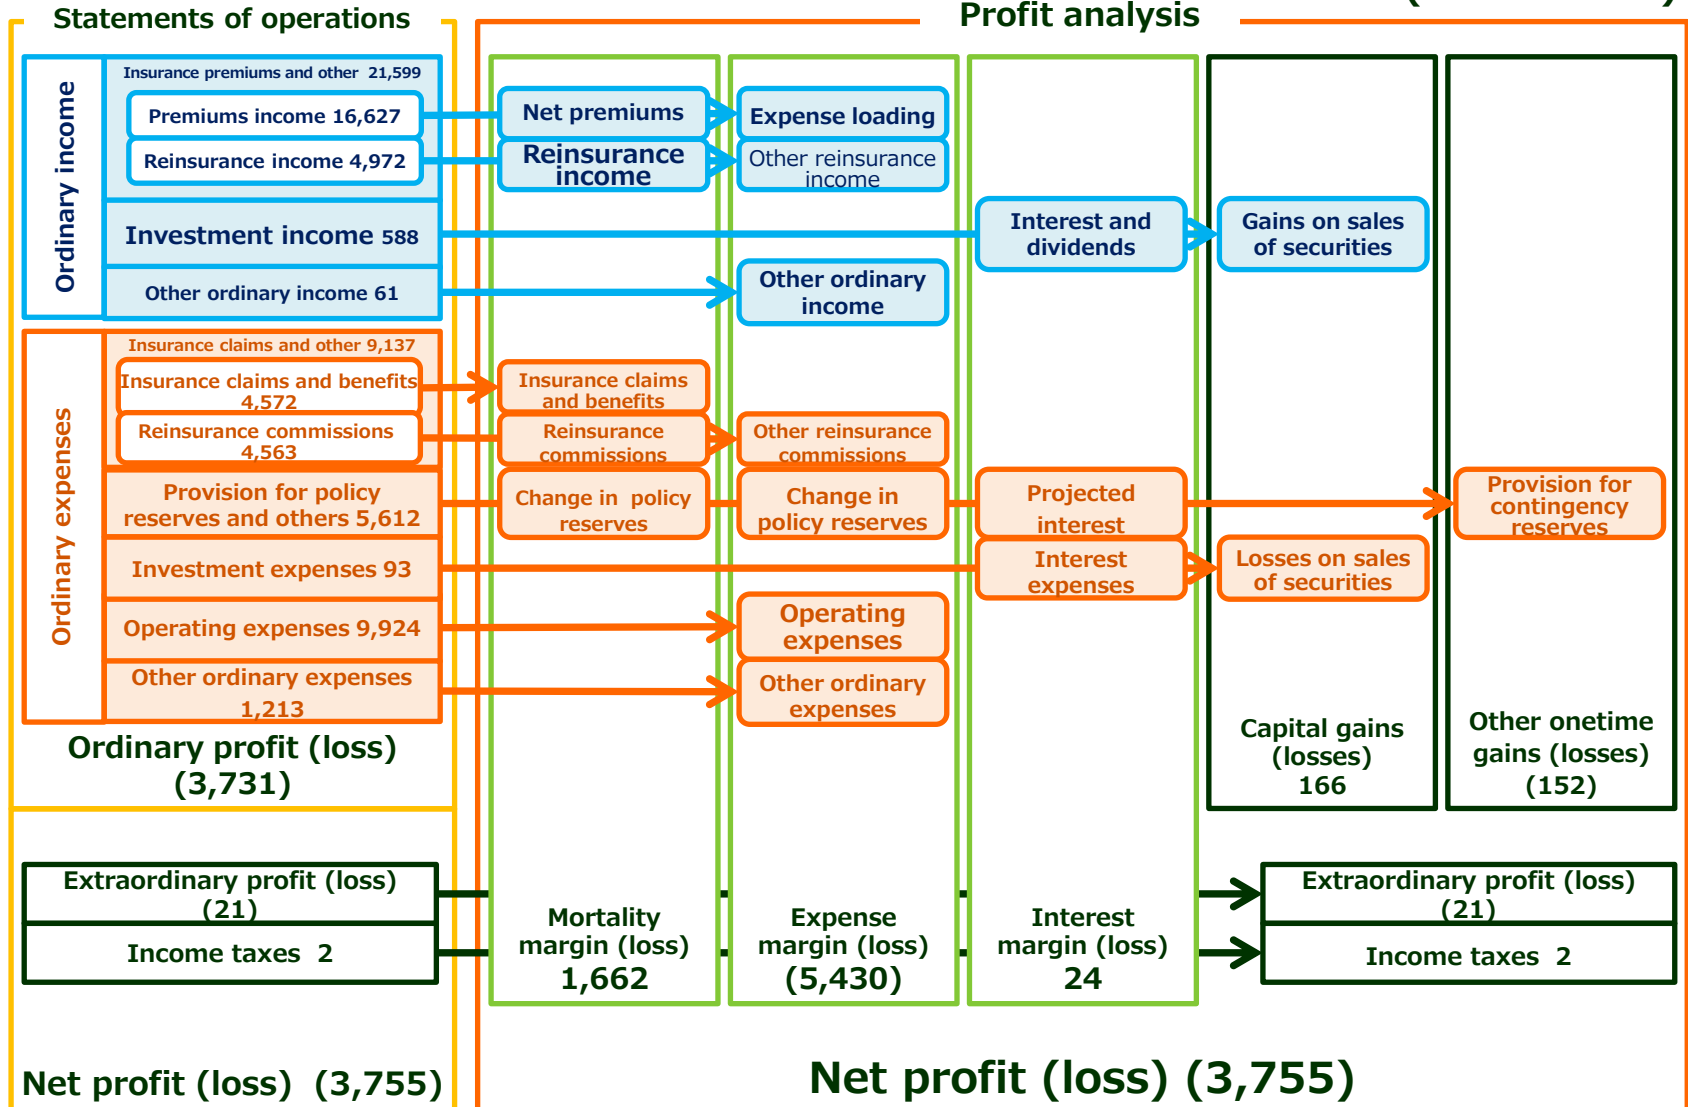 Statements of operations
Profit analysis
Ordinary income
Insurance premiums and other 21,599
Premiums income 16,627
Net premiums
Expense loading
Reinsurance income 4,972
Reinsurance
income
Other reinsurance
income
Investment income 588
Interest and
dividends
Gains on sales
of securities
Other ordinary income 61
Other ordinary
income
Ordinary expenses
Insurance claims and other 9,137
Insurance claims and benefits
4,572
Insurance claims
and benefits
Reinsurance commissions
4,563
Reinsurance
commissions
Other reinsurance
commissions
Provision for policy
reserves and others 5,612
Change in policy
reserves
Change in
policy reserves
Projected
interest
Provision for
contingency
reserves
Investment expenses 93
Interest
expenses
Losses on sales
of securities
Operating expenses 9,924
Operating
expenses
Other ordinary expenses
1,213
Other ordinary
expenses
Ordinary profit (loss)
(3,731)
Capital gains
(losses)
166
Other onetime
gains (losses)
(152)
Extraordinary profit (loss)
(21)
Income taxes 2
Mortality
margin (loss)
1,662
Expense
margin (loss)
(5,430)
Interest
margin (loss)
24
Extraordinary profit (loss)
(21)
Income taxes 2
Net profit (loss) (3,755)
Net profit (loss) (3,755)